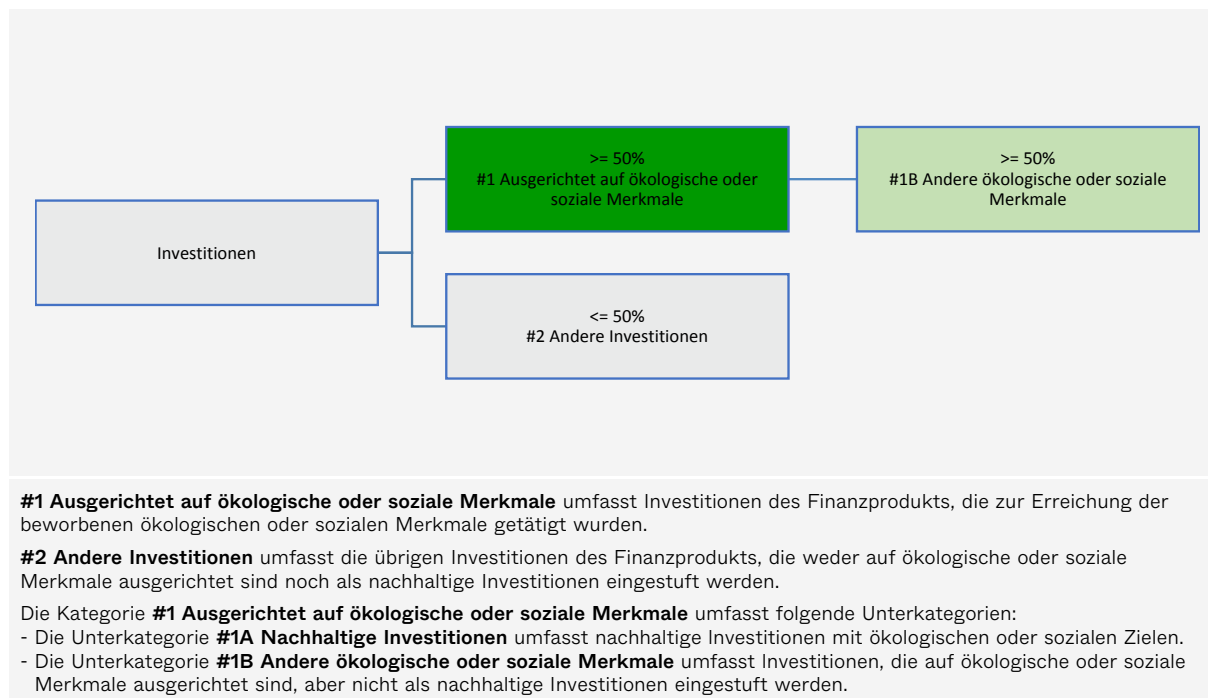 >= 50%
#1 Ausgerichtet auf ökologische oder
soziale Merkmale
>= 50%
#1B Andere ökologische oder soziale
Merkmale
Investitionen
<= 50%
#2 Andere Investitionen
#1 Ausgerichtet auf ökologische oder soziale Merkmale umfasst Investitionen des Finanzprodukts, die zur Erreichung der
beworbenen ökologischen oder sozialen Merkmale getätigt wurden.
#2 Andere Investitionen umfasst die übrigen Investitionen des Finanzprodukts, die weder auf ökologische oder soziale
Merkmale ausgerichtet sind noch als nachhaltige Investitionen eingestuft werden.
Die Kategorie #1 Ausgerichtet auf ökologische oder soziale Merkmale umfasst folgende Unterkategorien:
- Die Unterkategorie #1A Nachhaltige Investitionen umfasst nachhaltige Investitionen mit ökologischen oder sozialen Zielen.
- Die Unterkategorie #1B Andere ökologische oder soziale Merkmale umfasst Investitionen, die auf ökologische oder soziale
Merkmale ausgerichtet sind, aber nicht als nachhaltige Investitionen eingestuft werden.